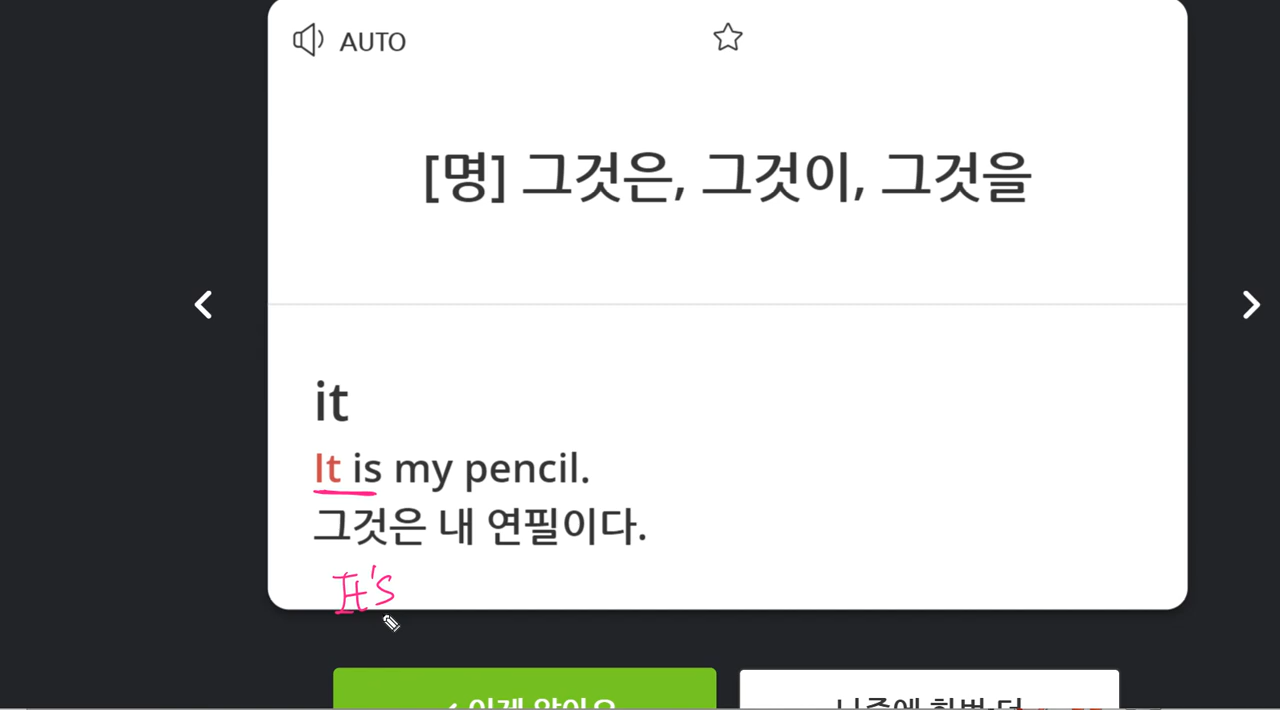 AUTO
[명] 그것은, 그것이, 그것을
it
It is my pencil.
그것은 내 연필이다.
It's